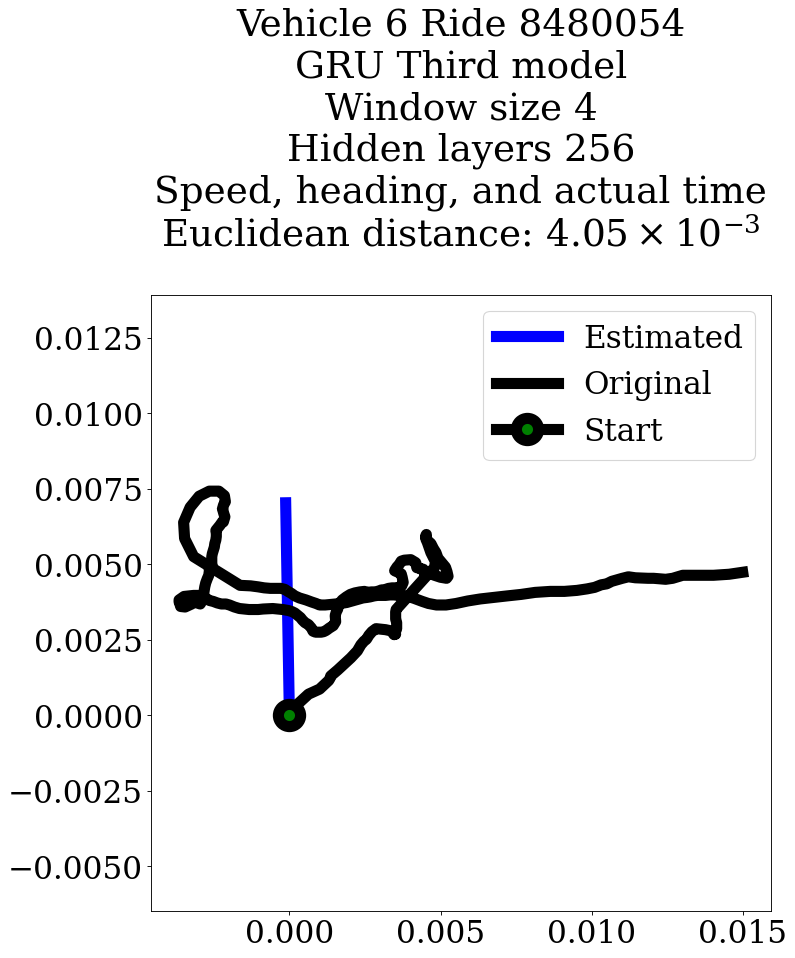 Vehicle 6 Ride 8480054
GRU Third model
Window size 4
Hidden layers 256
Speed, heading, and actual time
Euclidean distance: 4.05 × 10⁻³
Estimated
Original
Start
0.0125
0.0100
0.0075
0.0050
0.0025
0.0000
−0.0025
−0.0050
0.000 0.005 0.010 0.015